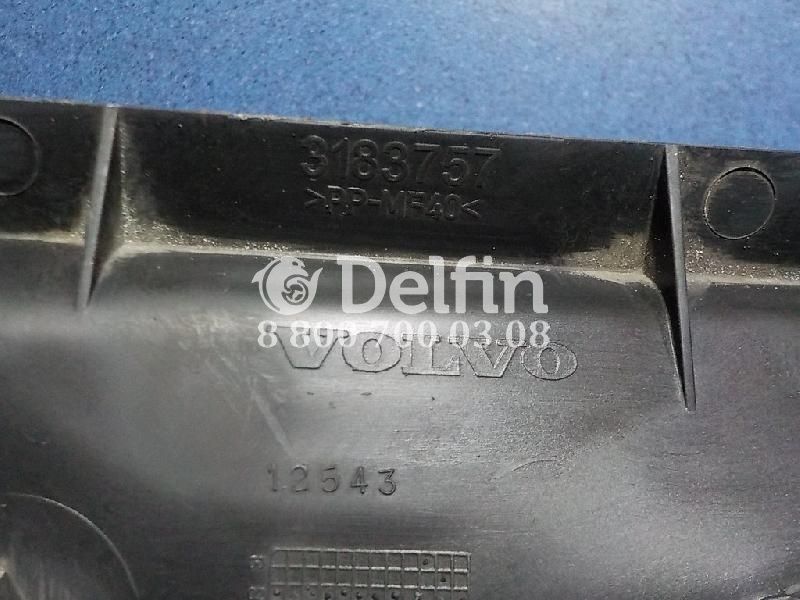 3183757
>PP-MF40<
Delfin
8 800 700 03 08
VOLVO
12543